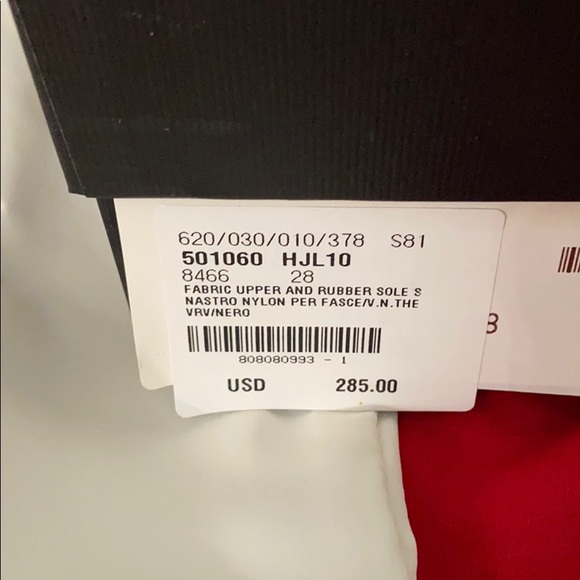 620/030/010/378 S81
501060 HJL10
8466 28
FABRIC UPPER AND RUBBER SOLE S
NASTRO NYLON PER FASCE/V.N.THE
VRV/NERO
808080993 - 1
USD 285.00
8